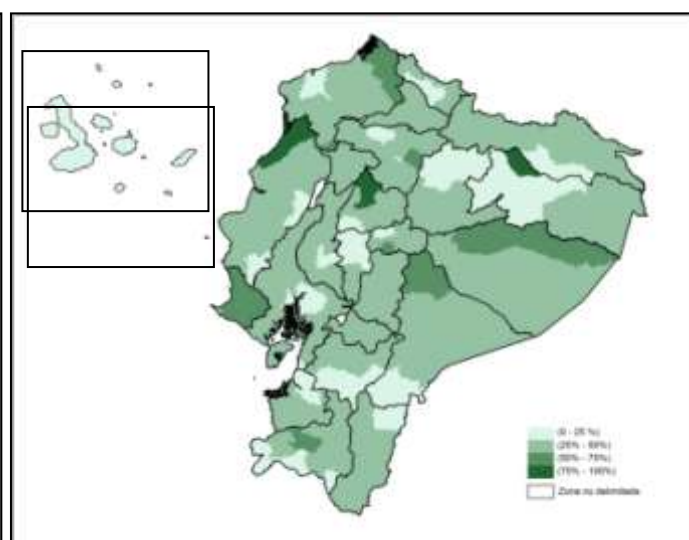 (0 - 25 %)
(25% - 50%)
(50% - 75%)
(75% - 100%)
Zona no delimitada